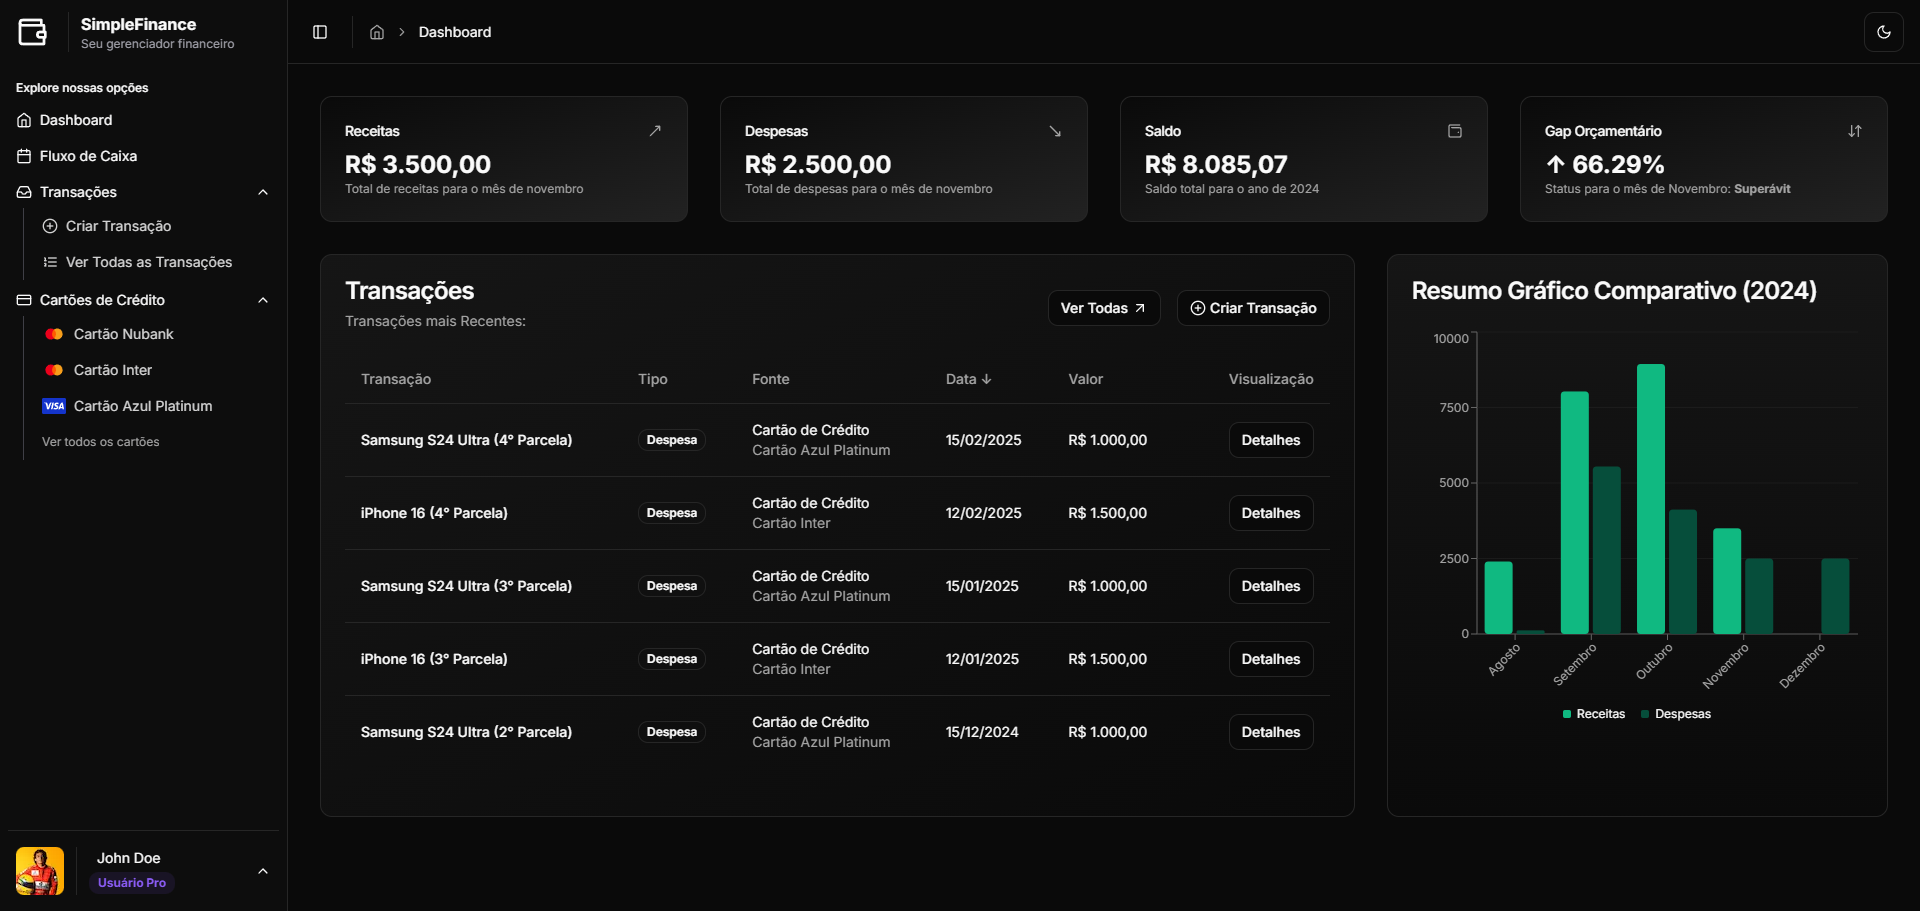 SimpleFinance
Seu gerenciador financeiro
Explore nossas opções
Dashboard
Fluxo de Caixa
Transações
Criar Transação
Ver Todas as Transações
Cartões de Crédito
Cartão Nubank
Cartão Inter
VISA Cartão Azul Platinum
Ver todos os cartões
John Doe
Usuário Pro
Dashboard
Receitas
R$ 3.500,00
Total de receitas para o mês de novembro
Despesas
R$ 2.500,00
Total de despesas para o mês de novembro
Saldo
R$ 8.085,07
Saldo total para o ano de 2024
Gap Orçamentário
↑ 66.29%
Status para o mês de Novembro: Superávit
Transações
Transações mais Recentes:
Ver Todas
Criar Transação
Transação Tipo Fonte Data ↓ Valor Visualização
Samsung S24 Ultra (4° Parcela) Despesa Cartão de Crédito 15/02/2025 R$ 1.000,00 Detalhes
Cartão Azul Platinum
iPhone 16 (4° Parcela) Despesa Cartão de Crédito 12/02/2025 R$ 1.500,00 Detalhes
Cartão Inter
Samsung S24 Ultra (3° Parcela) Despesa Cartão de Crédito 15/01/2025 R$ 1.000,00 Detalhes
Cartão Azul Platinum
iPhone 16 (3° Parcela) Despesa Cartão de Crédito 12/01/2025 R$ 1.500,00 Detalhes
Cartão Inter
Samsung S24 Ultra (2° Parcela) Despesa Cartão de Crédito 15/12/2024 R$ 1.000,00 Detalhes
Cartão Azul Platinum
Resumo Gráfico Comparativo (2024)
10000
7500
5000
2500
0
Agosto Setembro Outubro Novembro Dezembro
Receitas Despesas